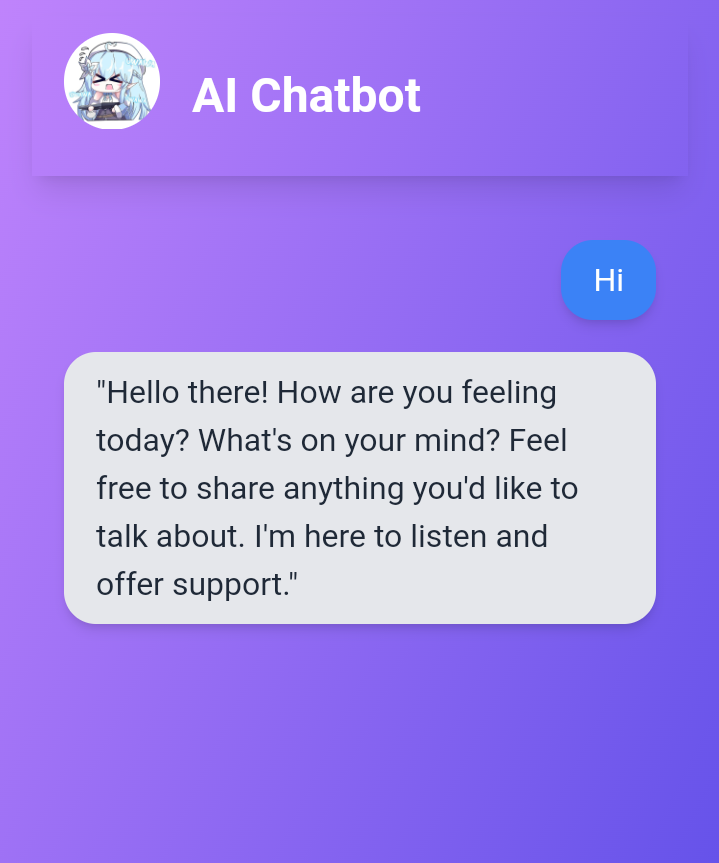 AI Chatbot
Hi
"Hello there! How are you feeling
today? What's on your mind? Feel
free to share anything you'd like to
talk about. I'm here to listen and
offer support."